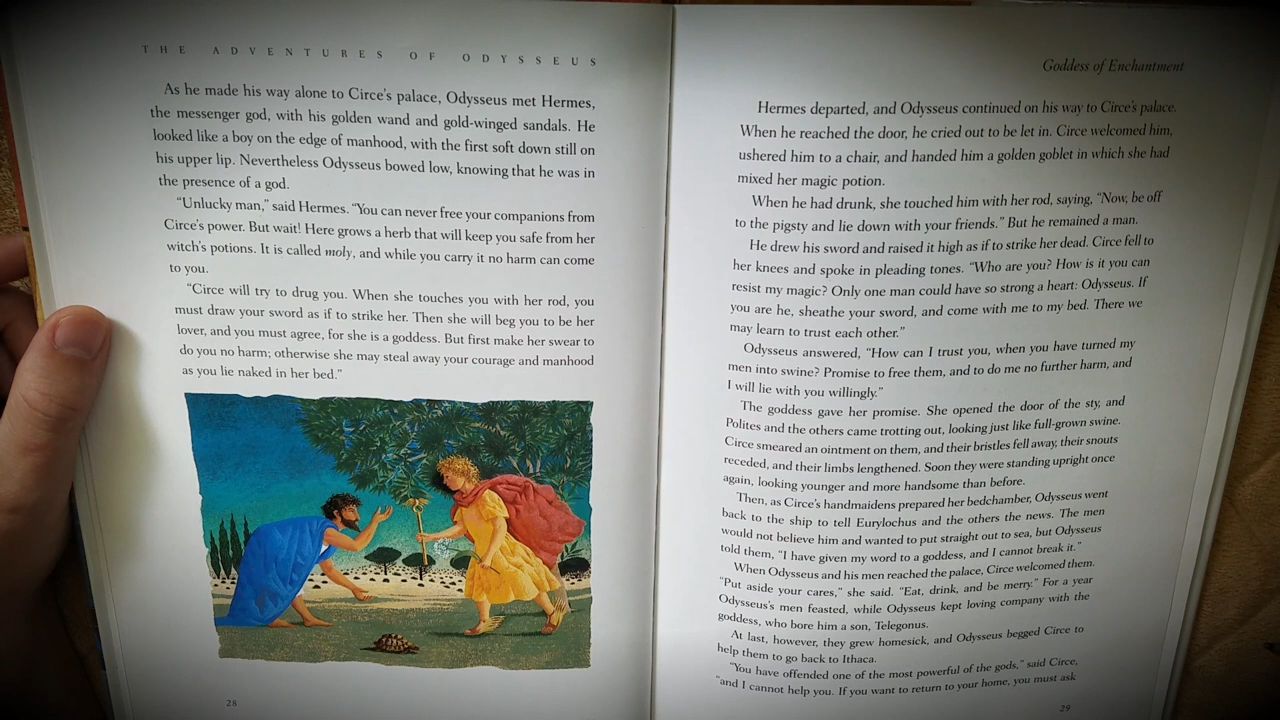 THE ADVENTURES OF ODYSSEUS
As he made his way alone to Circe's palace, Odysseus met Hermes,
the messenger god, with his golden wand and gold-winged sandals. He
looked like a boy on the edge of manhood, with the first soft down still on
his upper lip. Nevertheless Odysseus bowed low, knowing that he was in
the presence of a god.
"Unlucky man," said Hermes. "You can never free your companions from
Circe's power. But wait! Here grows a herb that will keep you safe from her
witch's potions. It is called moly, and while you carry it no harm can come
to you.
"Circe will try to drug you. When she touches you with her rod, you
must draw your sword as if to strike her. Then she will beg you to be her
lover, and you must agree, for she is a goddess. But first make her swear to
do you no harm; otherwise she may steal away your courage and manhood
as you lie naked in her bed."
28
Goddess of Enchantment
Hermes departed, and Odysseus continued on his way to Circe's palace.
When he reached the door, he cried out to be let in. Circe welcomed him,
ushered him to a chair, and handed him a golden goblet in which she had
mixed her magic potion.
When he had drunk, she touched him with her rod, saying, "Now, be off
to the pigsty and lie down with your friends." But he remained a man.
He drew his sword and raised it high as if to strike her dead. Circe fell to
her knees and spoke in pleading tones. "Who are you? How is it you can
resist my magic? Only one man could have so strong a heart: Odysseus. If
you are he, sheathe your sword, and come with me to my bed. There we
may learn to trust each other."
Odysseus answered, "How can I trust you, when you have turned my
men into swine? Promise to free them, and to do me no further harm, and
I will lie with you willingly."
The goddess gave her promise. She opened the door of the sty, and
Polites and the others came trotting out, looking just like full-grown swine.
Circe smeared an ointment on them, and their bristles fell away, their snouts
receded, and their limbs lengthened. Soon they were standing upright once
again, looking younger and more handsome than before.
Then, as Circe's handmaidens prepared her bedchamber, Odysseus went
back to the ship to tell Eurylochus and the others the news. The men
would not believe him and wanted to put straight out to sea, but Odysseus
told them, "I have given my word to a goddess, and I cannot break it."
When Odysseus and his men reached the palace, Circe welcomed them.
"Put aside your cares," she said. "Eat, drink, and be merry." For a year
Odysseus's men feasted, while Odysseus kept loving company with the
goddess, who bore him a son, Telegonus.
At last, however, they grew homesick, and Odysseus begged Circe to
help them to go back to Ithaca.
"You have offended one of the most powerful of the gods," said Circe,
"and I cannot help you. If you want to return to your home, you must ask
29